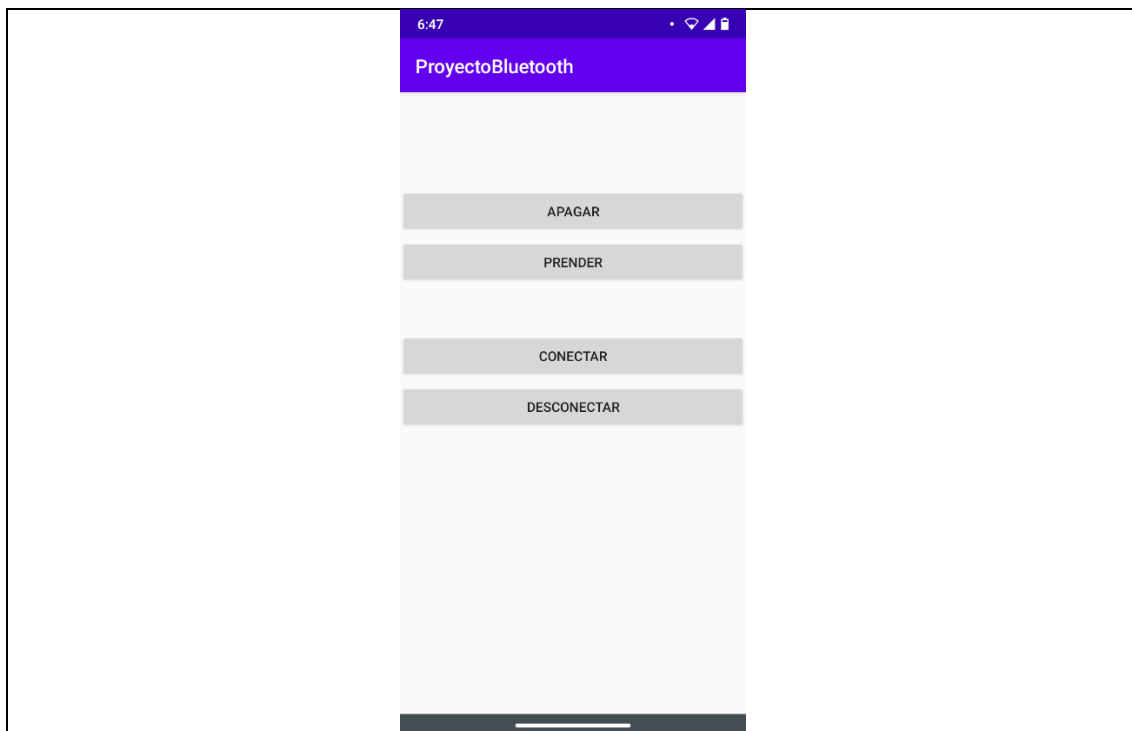 6:47
ProyectoBluetooth
APAGAR
PRENDER
CONECTAR
DESCONECTAR